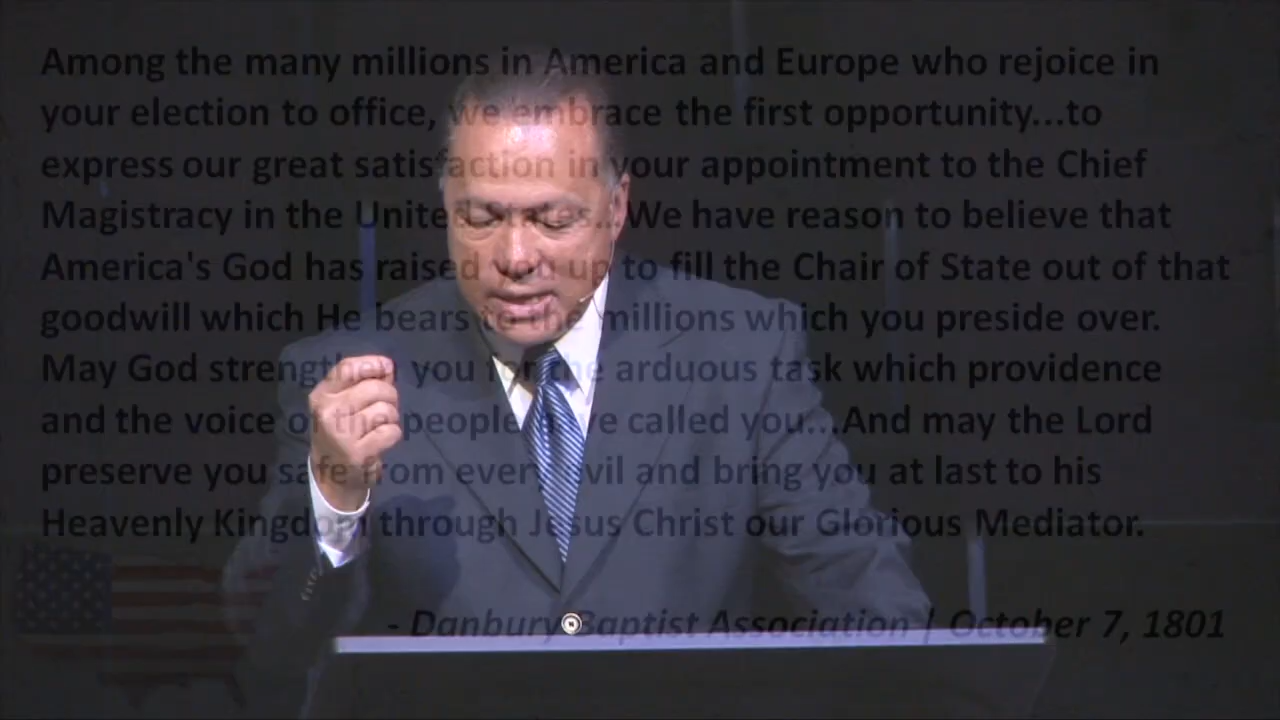 Among the many millions in America and Europe who rejoice in
your election to office, we embrace the first opportunity...to
express our great satisfaction in your appointment to the Chief
Magistracy in the Unite We have reason to believe that
America's God has raised up to fill the Chair of State out of that
goodwill which He bears millions which you preside over.
May God strengthen you for the arduous task which providence
and the voice of the people have called you...And may the Lord
preserve you safe from every evil and bring you at last to his
Heavenly Kingdom through Jesus Christ our Glorious Mediator.
- Danbury Baptist Association | October 7, 1801